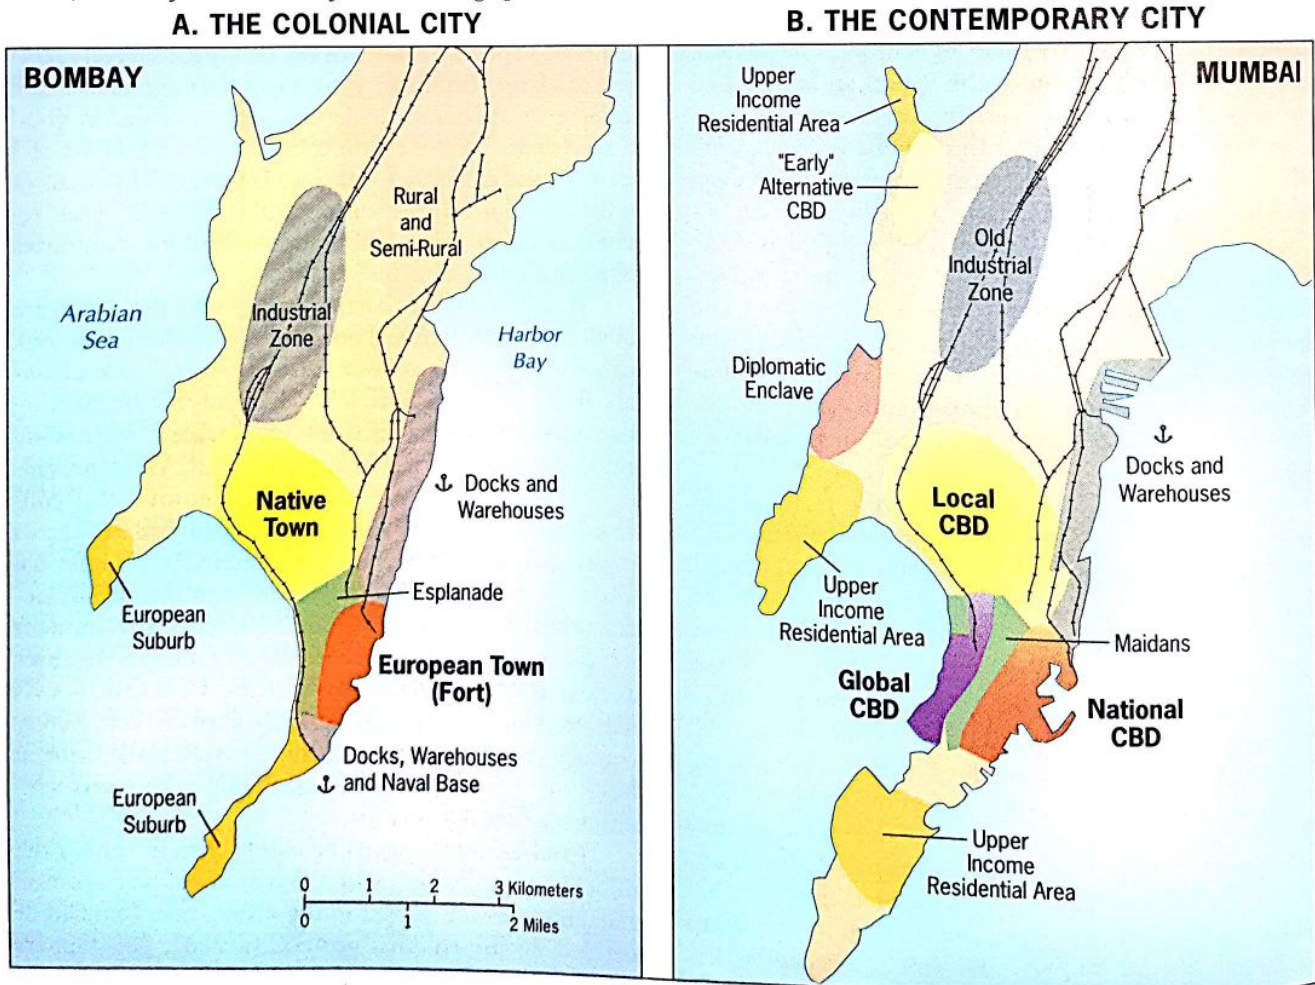 A. THE COLONIAL CITY
BOMBAY
Rural
and
Semi-Rural
Arabian
Sea
Industrial
Zone
Harbor
Bay
Native
Town
Docks and
Warehouses
Esplanade
European
Suburb
European Town
(Fort)
Docks, Warehouses
and Naval Base
European
Suburb
0 1 2 3 Kilometers
0 1 2 Miles
B. THE CONTEMPORARY CITY
MUMBAI
Upper
Income
Residential Area
"Early"
Alternative
CBD
Old
Industrial
Zone
Diplomatic
Enclave
Docks and
Warehouses
Local
CBD
Upper
Income
Residential Area
Maidans
Global
CBD
National
CBD
Upper
Income
Residential Area